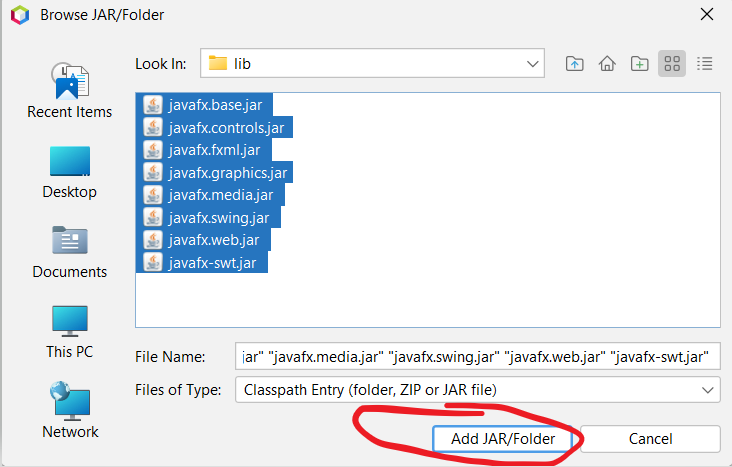 Browse JAR/Folder
Look In:
lib
Recent Items
Desktop
Documents
This PC
Network
javafx.base.jar
javafx.controls.jar
javafx.fxml.jar
javafx.graphics.jar
javafx.media.jar
javafx.swing.jar
javafx.web.jar
javafx-swt.jar
File Name: jar" "javafx.media.jar" "javafx.swing.jar" "javafx.web.jar" "javafx-swt.jar"
Files of Type: Classpath Entry (folder, ZIP or JAR file)
Add JAR/Folder Cancel